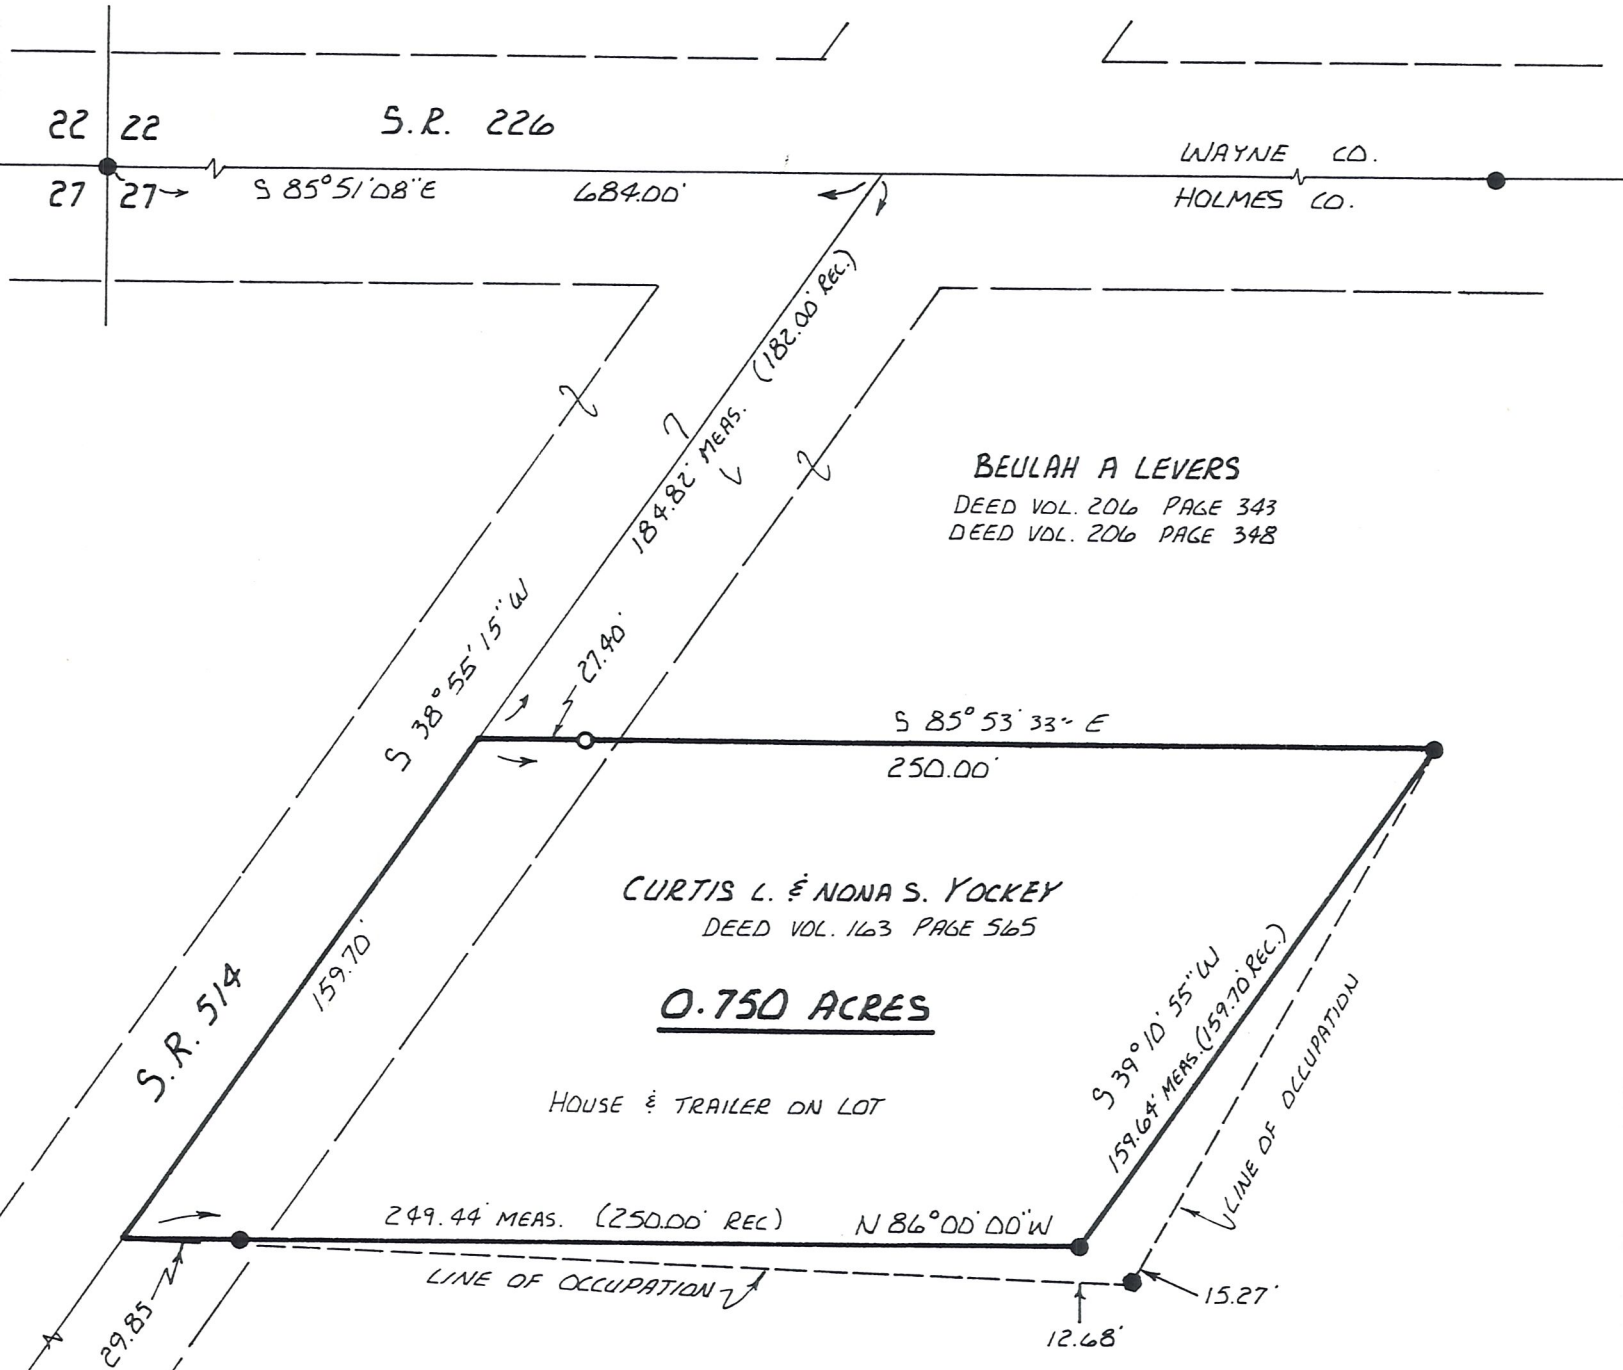 22 22
S.R. 226
WAYNE CO.
27 27
S 85°51'08"E 684.00'
HOLMES CO.
184.82' MEAS. (182.00' REC.)
BEULAH A LEVERS
DEED VOL. 206 PAGE 343
DEED VOL. 206 PAGE 348
S 38°55'15"W
27.40'
S 85°53'33" E
250.00'
CURTIS L. & NONA S. YOCKEY
DEED VOL. 163 PAGE 565
159.70'
S.R. 514
0.750 ACRES
S 39°10'55"W
159.64' MEAS. (159.70' REC.)
LINE OF OCCUPATION
HOUSE & TRAILER ON LOT
249.44' MEAS. (250.00' REC) N 86°00'00"W
LINE OF OCCUPATION
29.85
15.27'
12.68'